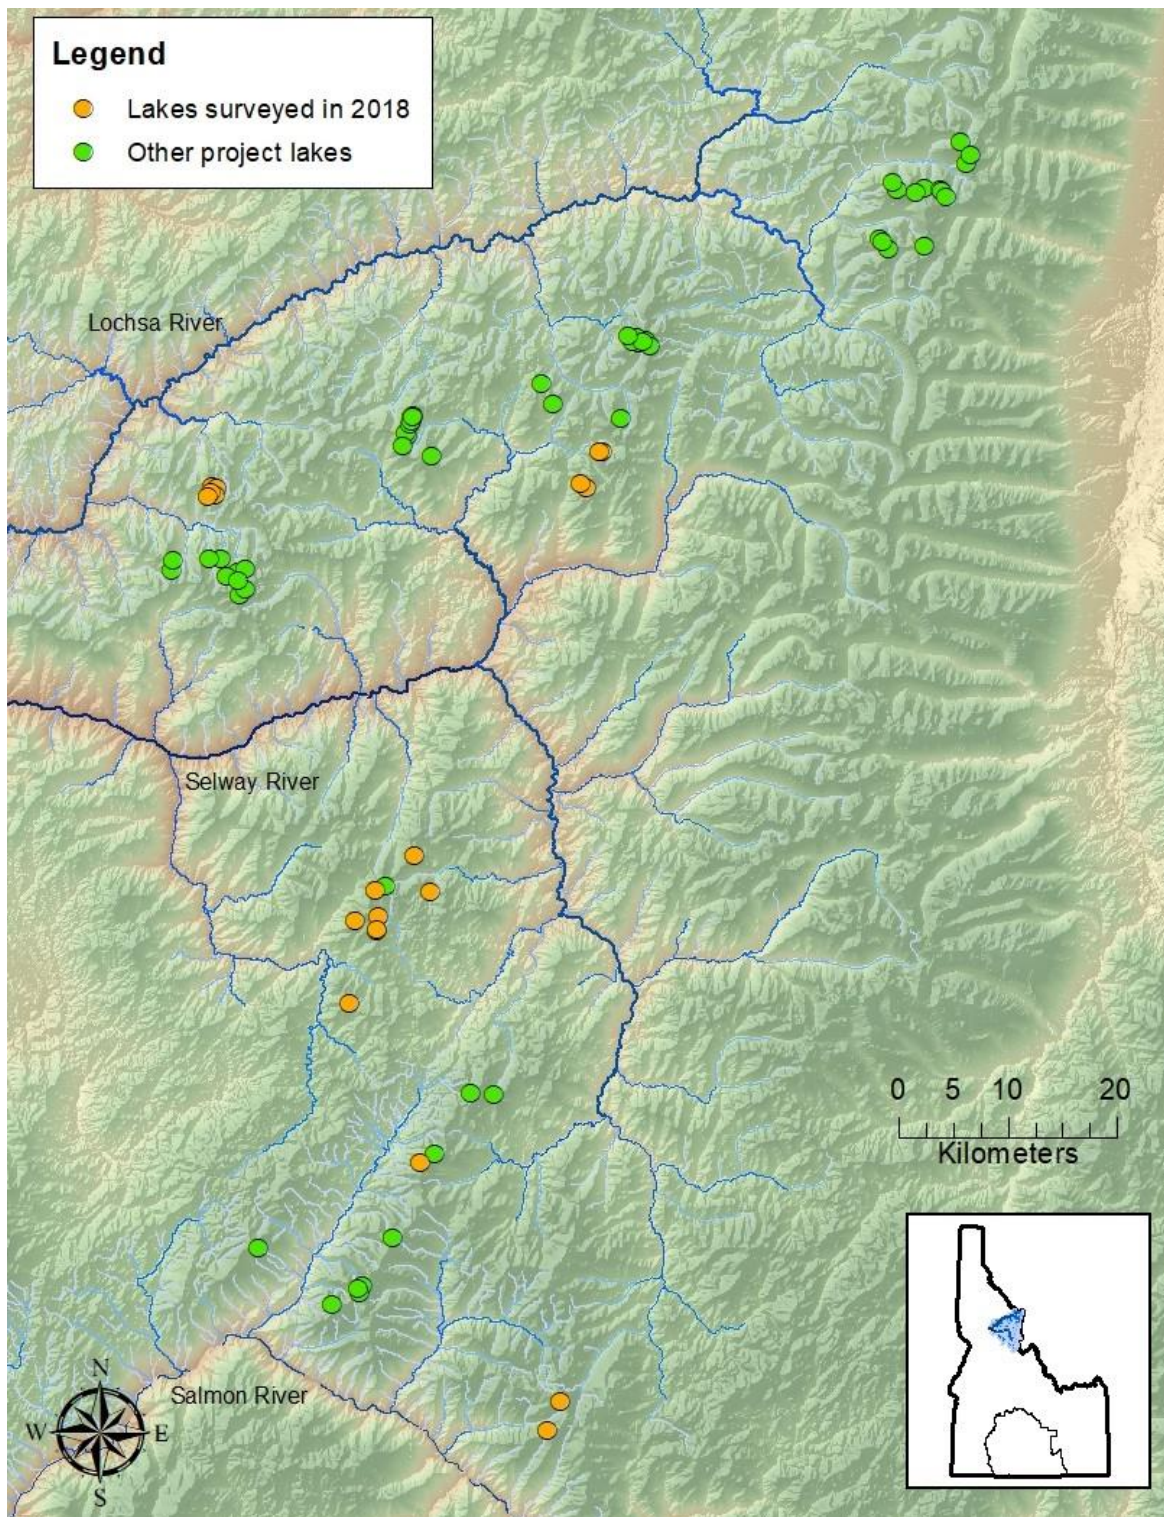 Legend
Lakes surveyed in 2018
Other project lakes
Lochsa River
Selway River
0 5 10 20
Kilometers
Salmon River
N
W E
S